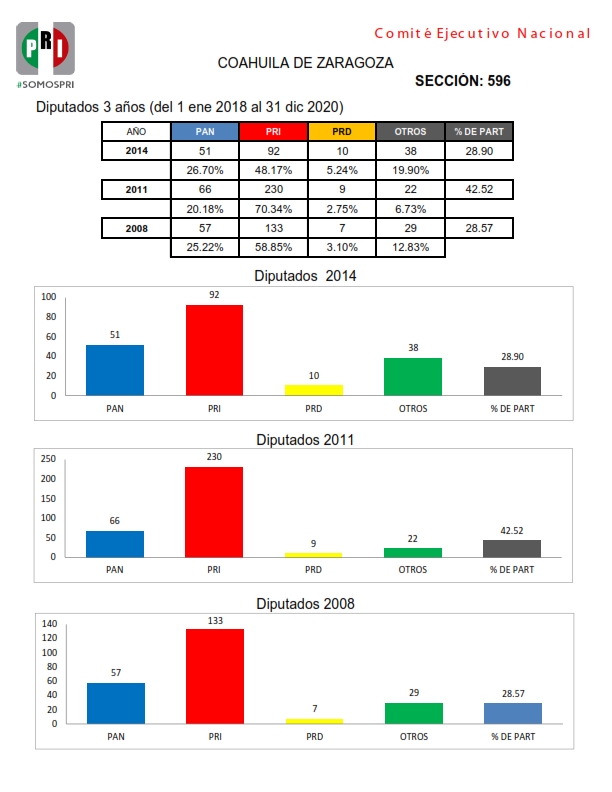 Comité Ejecutivo Nacional
PRI
#SOMOSPRI
COAHUILA DE ZARAGOZA
SECCIÓN: 596
Diputados 3 años (del 1 ene 2018 al 31 dic 2020)
AÑO PAN PRI PRD OTROS % DE PART
2014 51 92 10 38 28.90
26.70% 48.17% 5.24% 19.90%
2011 66 230 9 22 42.52
20.18% 70.34% 2.75% 6.73%
2008 57 133 7 29 28.57
25.22% 58.85% 3.10% 12.83%
Diputados 2014
100
80
60
40
20
0
51 92 10 38 28.90
PAN PRI PRD OTROS % DE PART
Diputados 2011
250
200
150
100
50
0
66 230 9 22 42.52
PAN PRI PRD OTROS % DE PART
Diputados 2008
140
120
100
80
60
40
20
0
57 133 7 29 28.57
PAN PRI PRD OTROS % DE PART